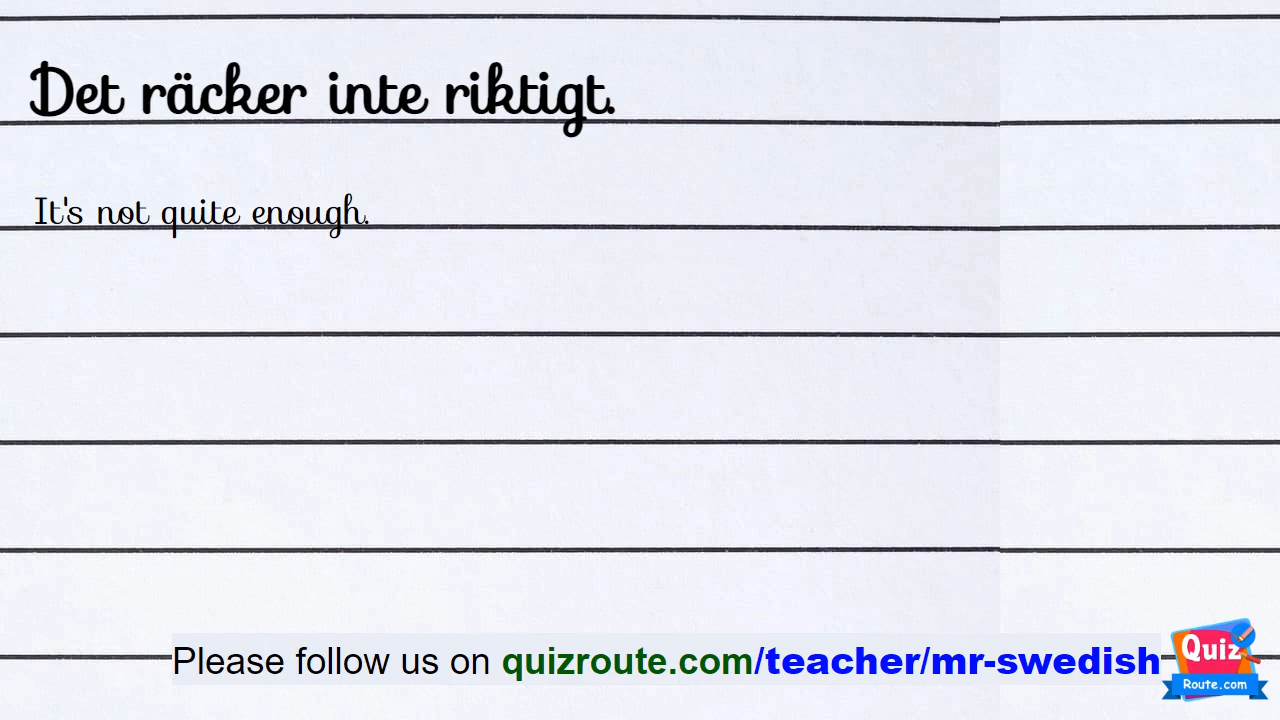 Det räcker inte riktigt.
It's not quite enough.
Please follow us on quizroute.com/teacher/mr-swedish
Quiz
Route.com